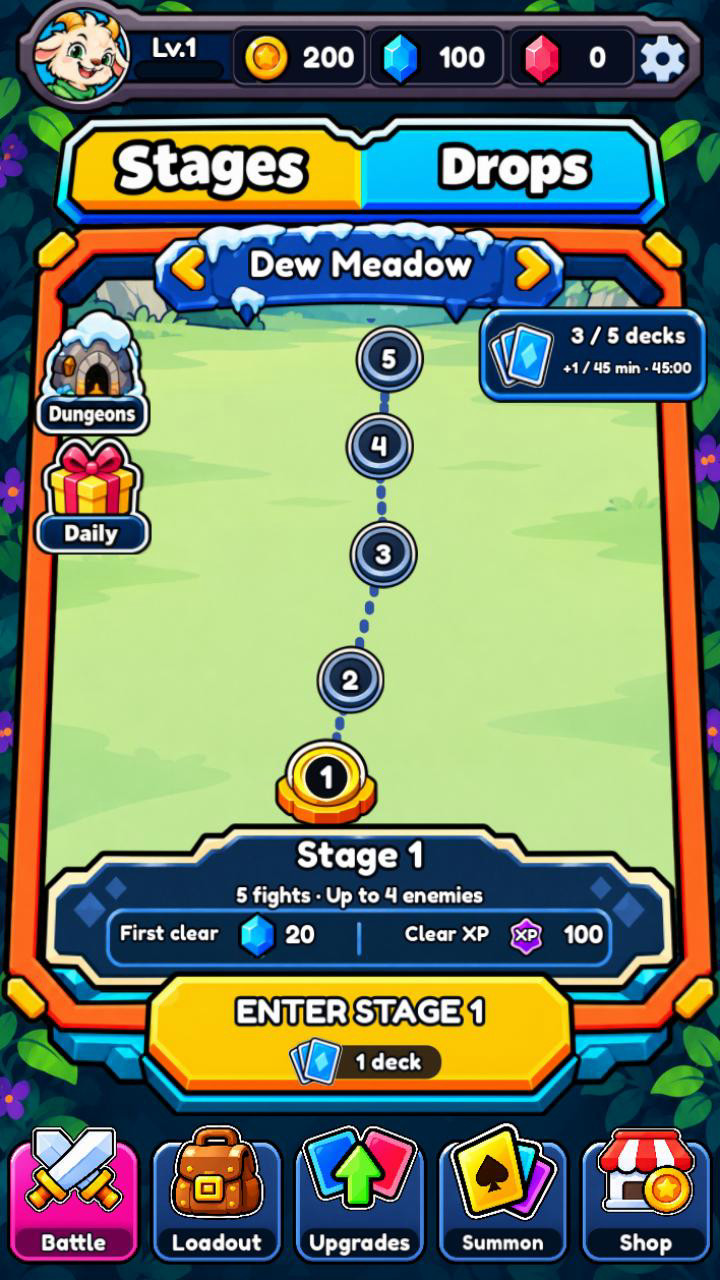 Lv.1
200
100
0
Stages
Drops
Dew Meadow
3 / 5 decks
+1 / 45 min · 45:00
Dungeons
Daily
5
4
3
2
1
Stage 1
5 fights · Up to 4 enemies
First clear 20
Clear XP XP 100
ENTER STAGE 1
1 deck
Battle
Loadout
Upgrades
Summon
Shop